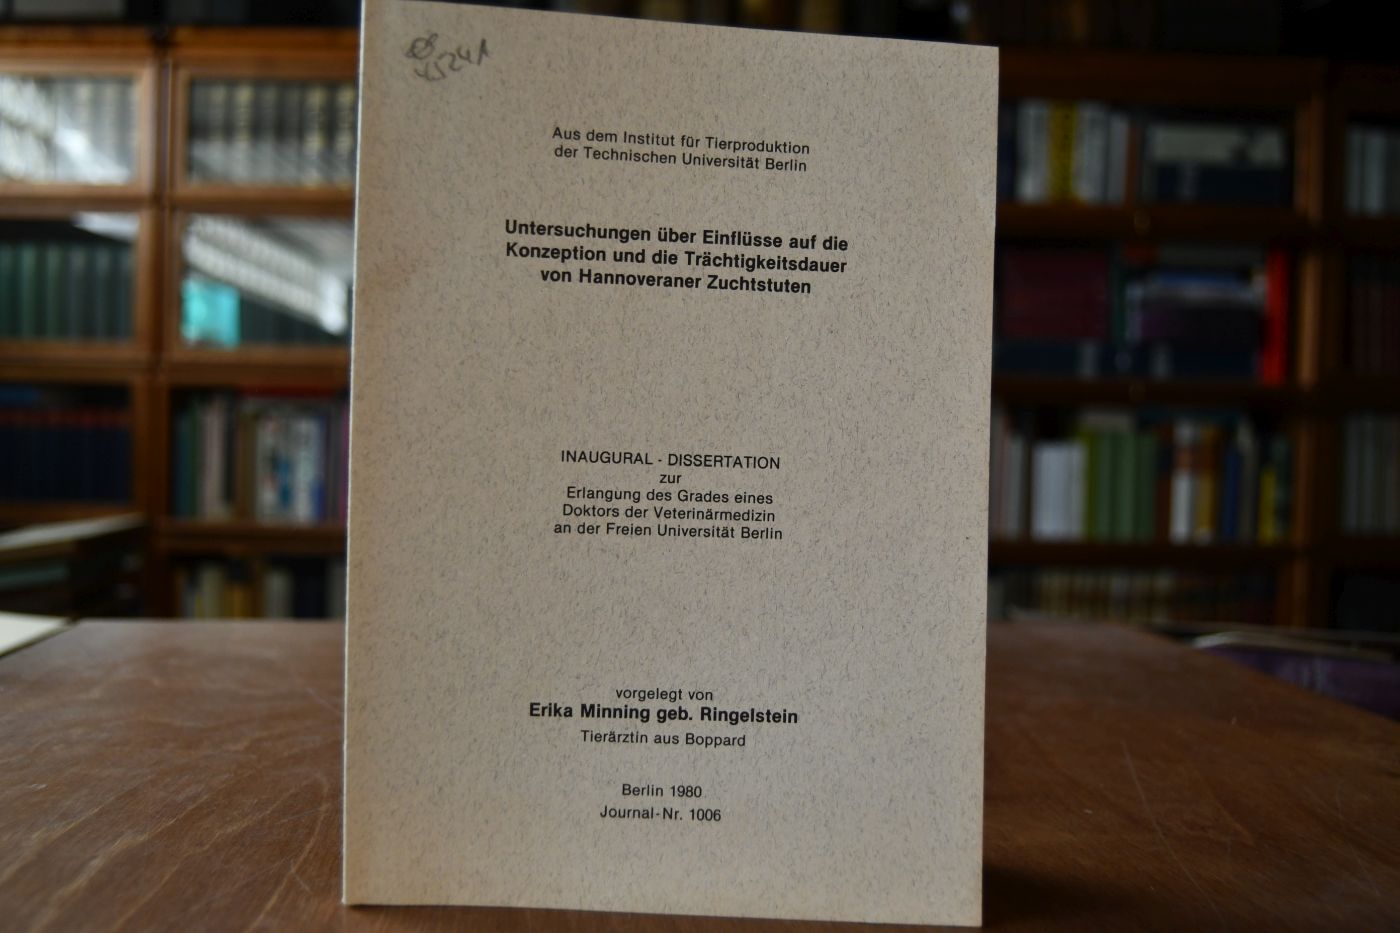 Aus dem Institut für Tierproduktion
der Technischen Universität Berlin
Untersuchungen über Einflüsse auf die
Konzeption und die Trächtigkeitsdauer
von Hannoveraner Zuchtstuten
INAUGURAL - DISSERTATION
zur
Erlangung des Grades eines
Doktors der Veterinärmedizin
an der Freien Universität Berlin
vorgelegt von
Erika Minning geb. Ringelstein
Tierärztin aus Boppard
Berlin 1980
Journal-Nr. 1006